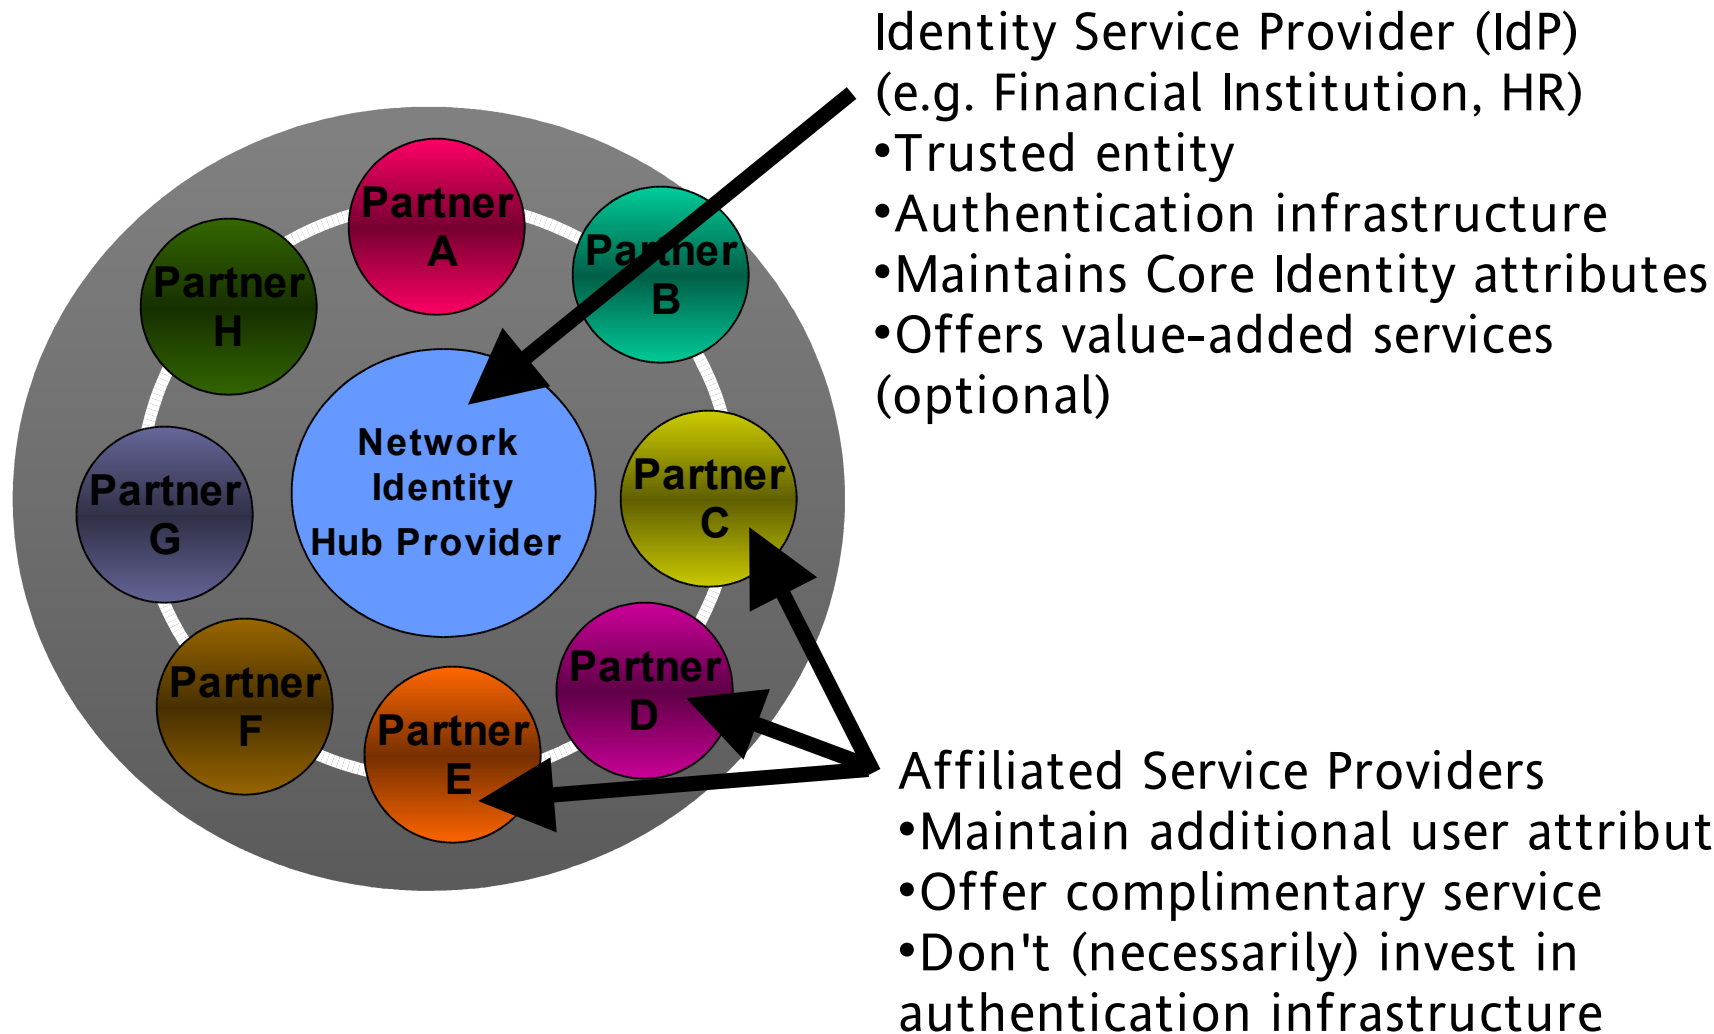 Identity Service Provider (IdP)
(e.g. Financial Institution, HR)
•Trusted entity
•Authentication infrastructure
•Maintains Core Identity attributes
•Offers value-added services
(optional)
Partner
A
Partner
B
Partner
H
Network
Identity
Hub Provider
Partner
C
Partner
G
Partner
D
Partner
F
Partner
E
Affiliated Service Providers
•Maintain additional user attribut
•Offer complimentary service
•Don't (necessarily) invest in
authentication infrastructure